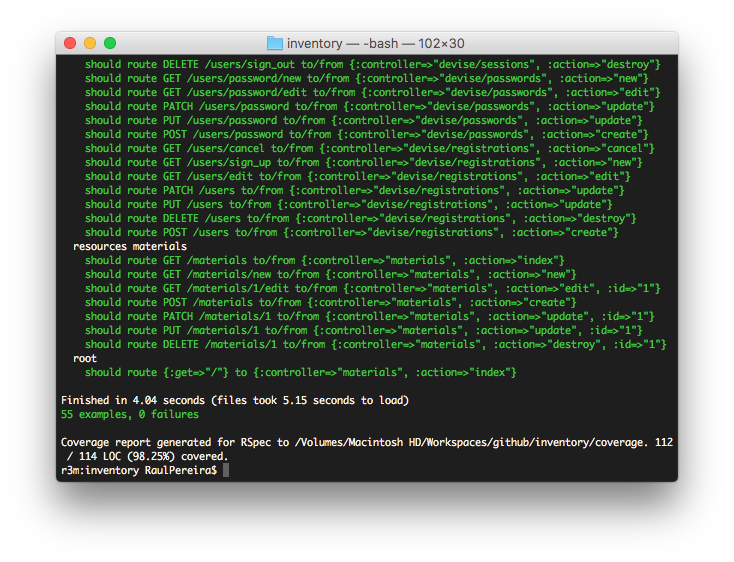 inventory — -bash — 102×30
should route DELETE /users/sign_out to/from {:controller=>"devise/sessions", :action=>"destroy"}
should route GET /users/password/new to/from {:controller=>"devise/passwords", :action=>"new"}
should route GET /users/password/edit to/from {:controller=>"devise/passwords", :action=>"edit"}
should route PATCH /users/password to/from {:controller=>"devise/passwords", :action=>"update"}
should route PUT /users/password to/from {:controller=>"devise/passwords", :action=>"update"}
should route POST /users/password to/from {:controller=>"devise/passwords", :action=>"create"}
should route GET /users/cancel to/from {:controller=>"devise/registrations", :action=>"cancel"}
should route GET /users/sign_up to/from {:controller=>"devise/registrations", :action=>"new"}
should route GET /users/edit to/from {:controller=>"devise/registrations", :action=>"edit"}
should route PATCH /users to/from {:controller=>"devise/registrations", :action=>"update"}
should route PUT /users to/from {:controller=>"devise/registrations", :action=>"update"}
should route DELETE /users to/from {:controller=>"devise/registrations", :action=>"destroy"}
should route POST /users to/from {:controller=>"devise/registrations", :action=>"create"}
resources materials
should route GET /materials to/from {:controller=>"materials", :action=>"index"}
should route GET /materials/new to/from {:controller=>"materials", :action=>"new"}
should route GET /materials/1/edit to/from {:controller=>"materials", :action=>"edit", :id=>"1"}
should route POST /materials to/from {:controller=>"materials", :action=>"create"}
should route PATCH /materials/1 to/from {:controller=>"materials", :action=>"update", :id=>"1"}
should route PUT /materials/1 to/from {:controller=>"materials", :action=>"update", :id=>"1"}
should route DELETE /materials/1 to/from {:controller=>"materials", :action=>"destroy", :id=>"1"}
root
should route {:get=>"/"} to {:controller=>"materials", :action=>"index"}
Finished in 4.04 seconds (files took 5.15 seconds to load)
55 examples, 0 failures
Coverage report generated for RSpec to /Volumes/Macintosh HD/Workspaces/github/inventory/coverage. 112
/ 114 LOC (98.25%) covered.
r3m:inventory RaulPereira$